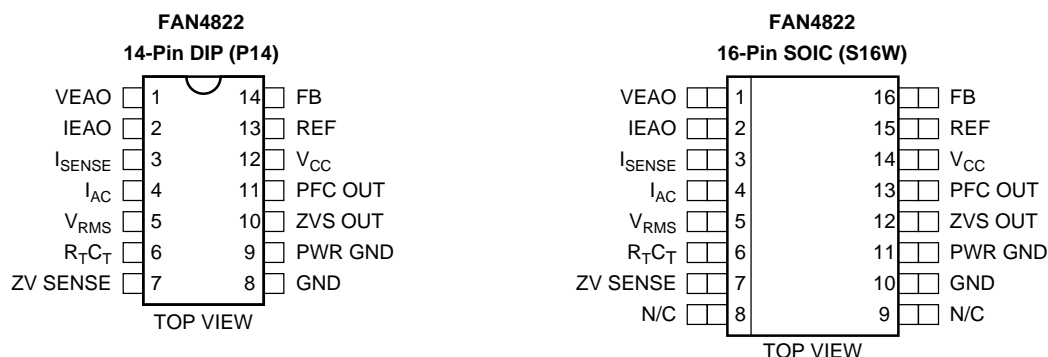 FAN4822
14-Pin DIP (P14)
VEAO 1 14 FB
IEAO 2 13 REF
ISENSE 3 12 VCC
IAC 4 11 PFC OUT
VRMS 5 10 ZVS OUT
RTCT 6 9 PWR GND
ZV SENSE 7 8 GND
TOP VIEW
FAN4822
16-Pin SOIC (S16W)
VEAO 1 16 FB
IEAO 2 15 REF
ISENSE 3 14 VCC
IAC 4 13 PFC OUT
VRMS 5 12 ZVS OUT
RTCT 6 11 PWR GND
ZV SENSE 7 10 GND
N/C 8 9 N/C
TOP VIEW